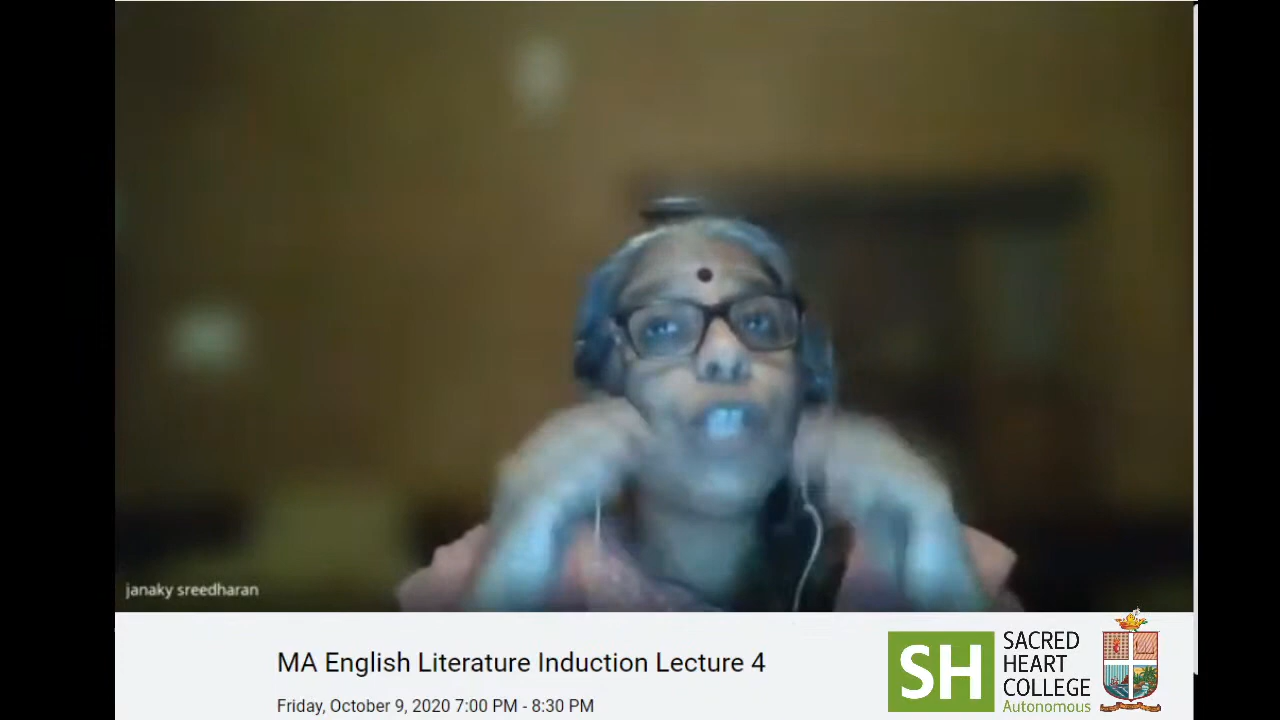 janaky sreedharan
MA English Literature Induction Lecture 4
Friday, October 9, 2020 7:00 PM - 8:30 PM
SH
SACRED
HEART
COLLEGE
Autonomous